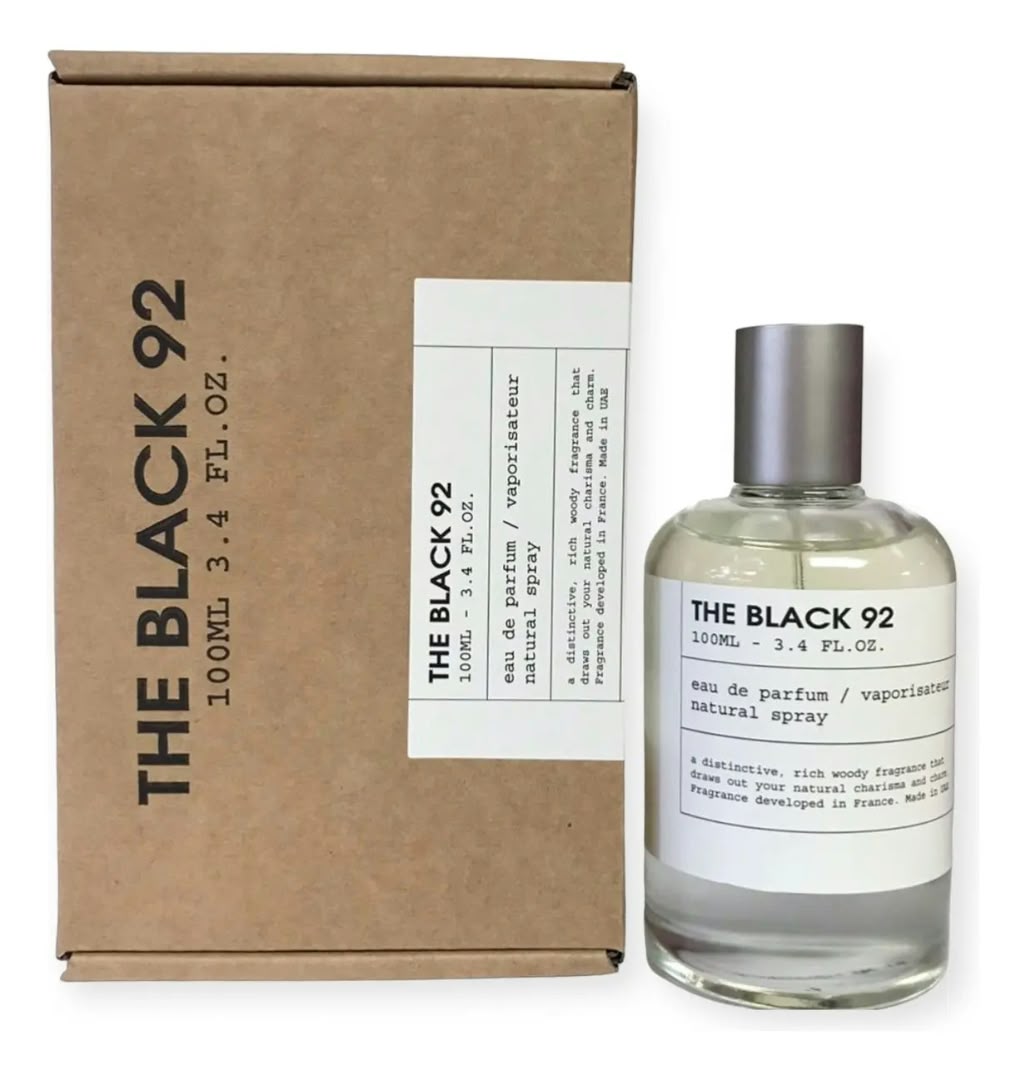 THE BLACK 92
100ML 3.4 FL.OZ.
THE BLACK 92
100ML - 3.4 FL.OZ.
eau de parfum / vaporisateur
natural spray
a distinctive, rich woody fragrance that
draws out your natural charisma and charm.
Fragrance developed in France. Made in UAE
THE BLACK 92
100ML - 3.4 FL.OZ.
eau de parfum / vaporisateur
natural spray
a distinctive, rich woody fragrance that
draws out your natural charisma and charm.
Fragrance developed in France. Made in UAE